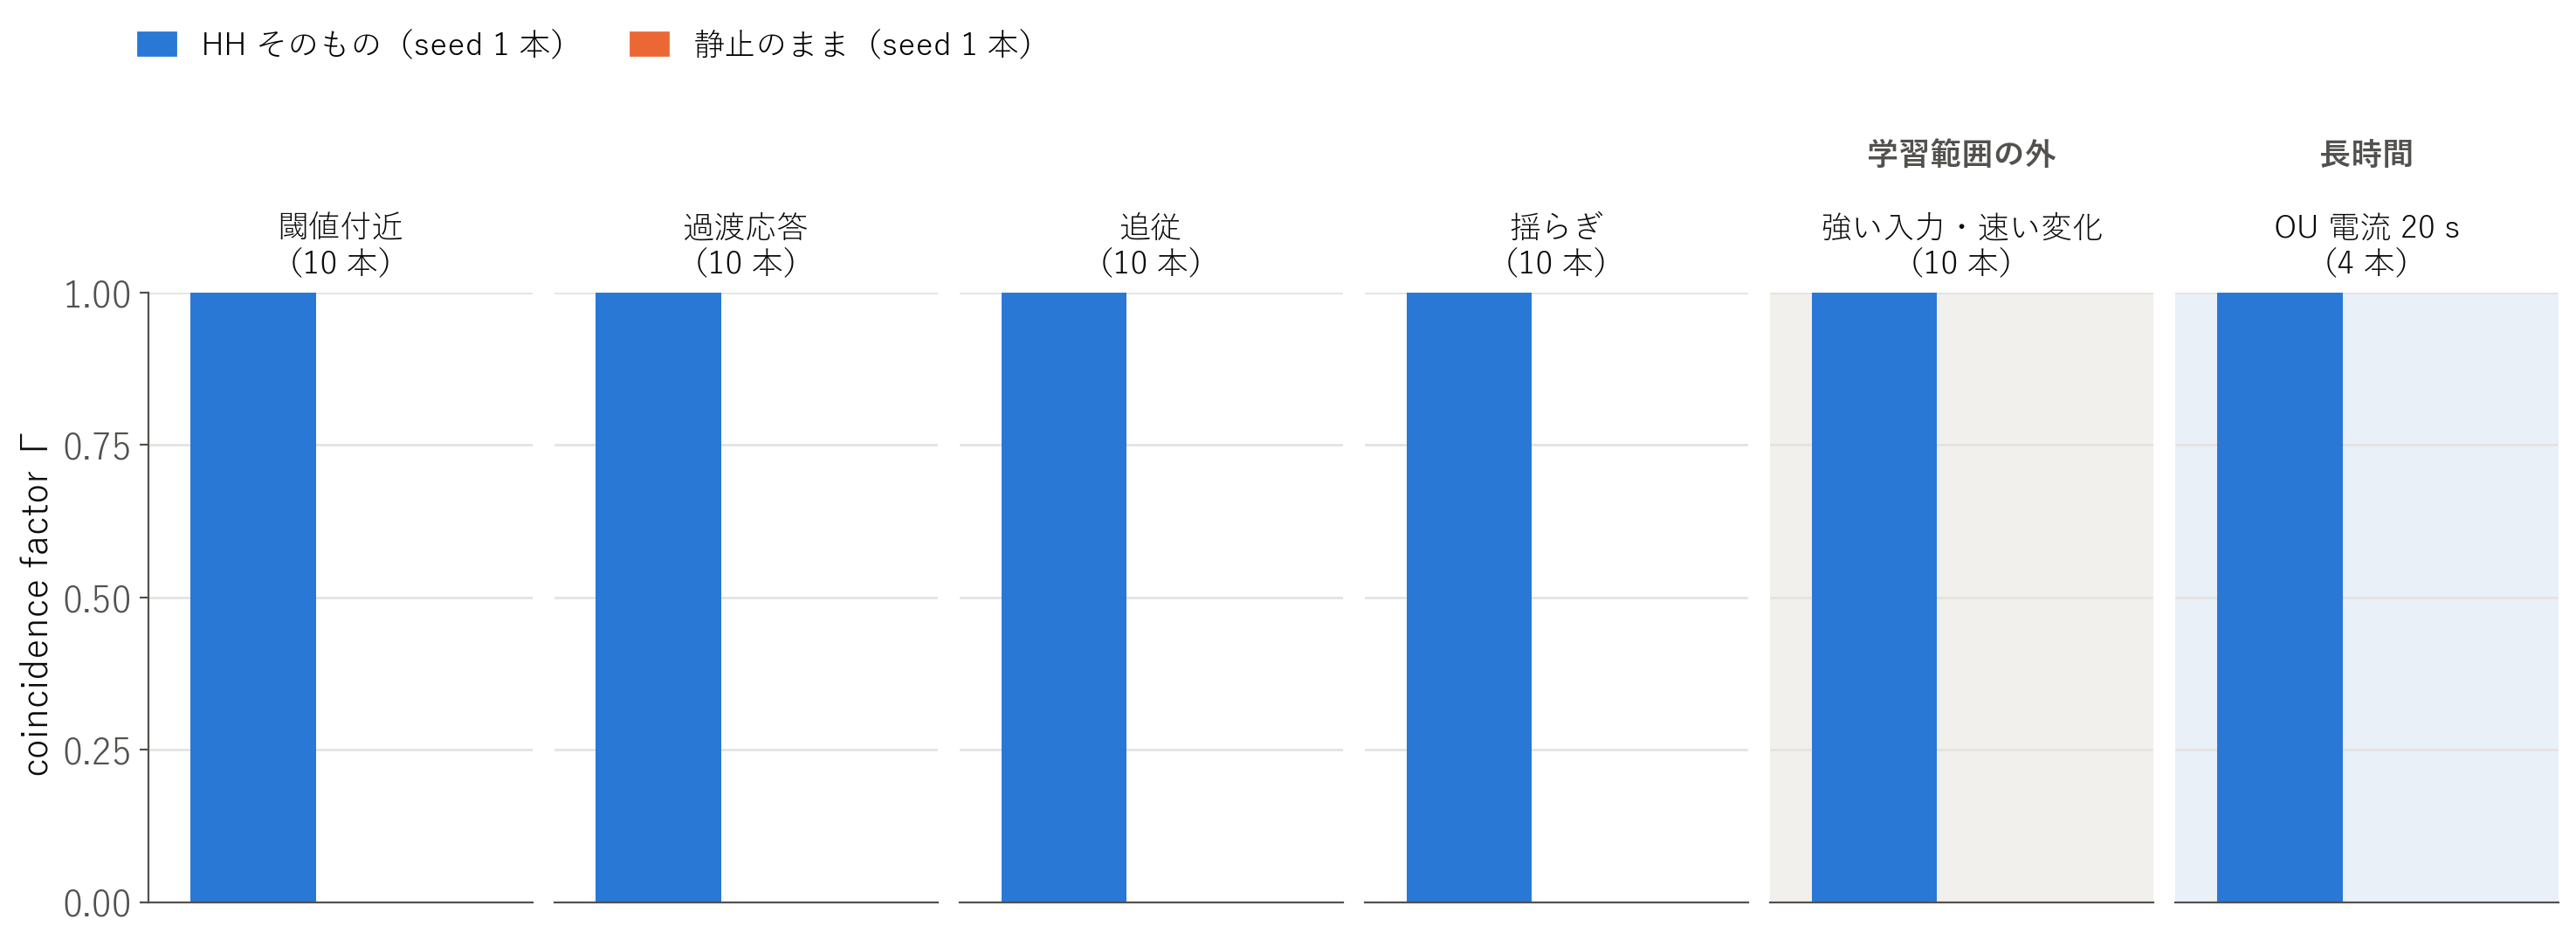 HH そのもの（seed 1 本）
静止のまま（seed 1 本）
学習範囲の外
長時間
閾値付近
（10 本）
過渡応答
（10 本）
追従
（10 本）
揺らぎ
（10 本）
強い入力・速い変化
（10 本）
OU 電流 20 s
（4 本）
coincidence factor Γ
1.00
0.75
0.50
0.25
0.00